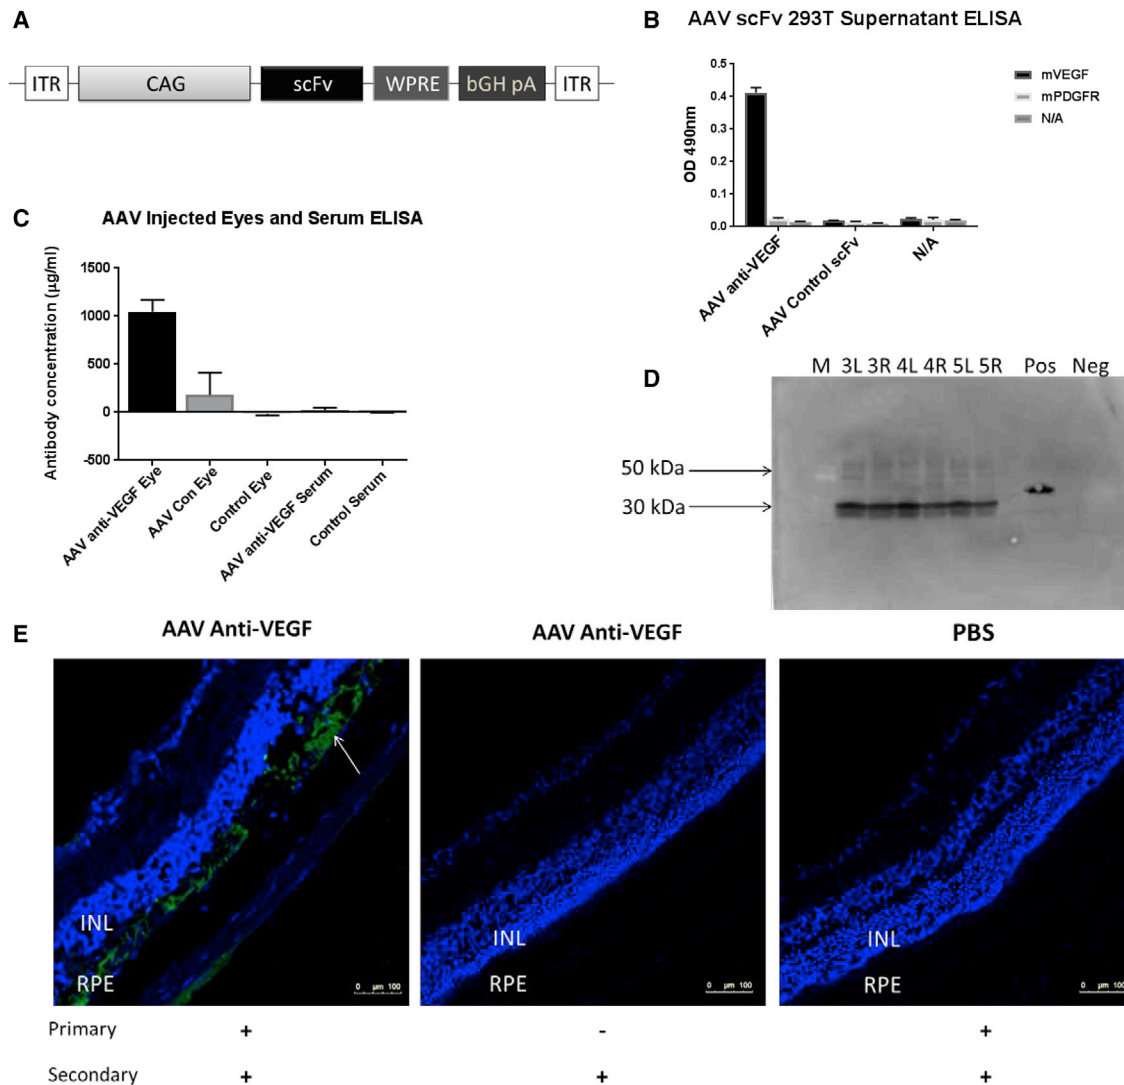 A
ITR CAG scFv WPRE bGH pA ITR
B
AAV scFv 293T Supernatant ELISA
mVEGF
mPDGFR
N/A
OD 490nm
0.5
0.4
0.3
0.2
0.1
0.0
AAV anti-VEGF
AAV Control scFv
N/A
C
AAV Injected Eyes and Serum ELISA
Antibody concentration (µg/ml)
1500
1000
500
0
-500
AAV anti-VEGF Eye
AAV Con Eye
Control Eye
AAV anti-VEGF Serum
Control Serum
D
M 3L 3R 4L 4R 5L 5R Pos Neg
50 kDa
30 kDa
E
AAV Anti-VEGF AAV Anti-VEGF PBS
INL
RPE
0 µm 100
INL
RPE
0 µm 100
INL
RPE
0 µm 100
Primary + - +
Secondary + + +